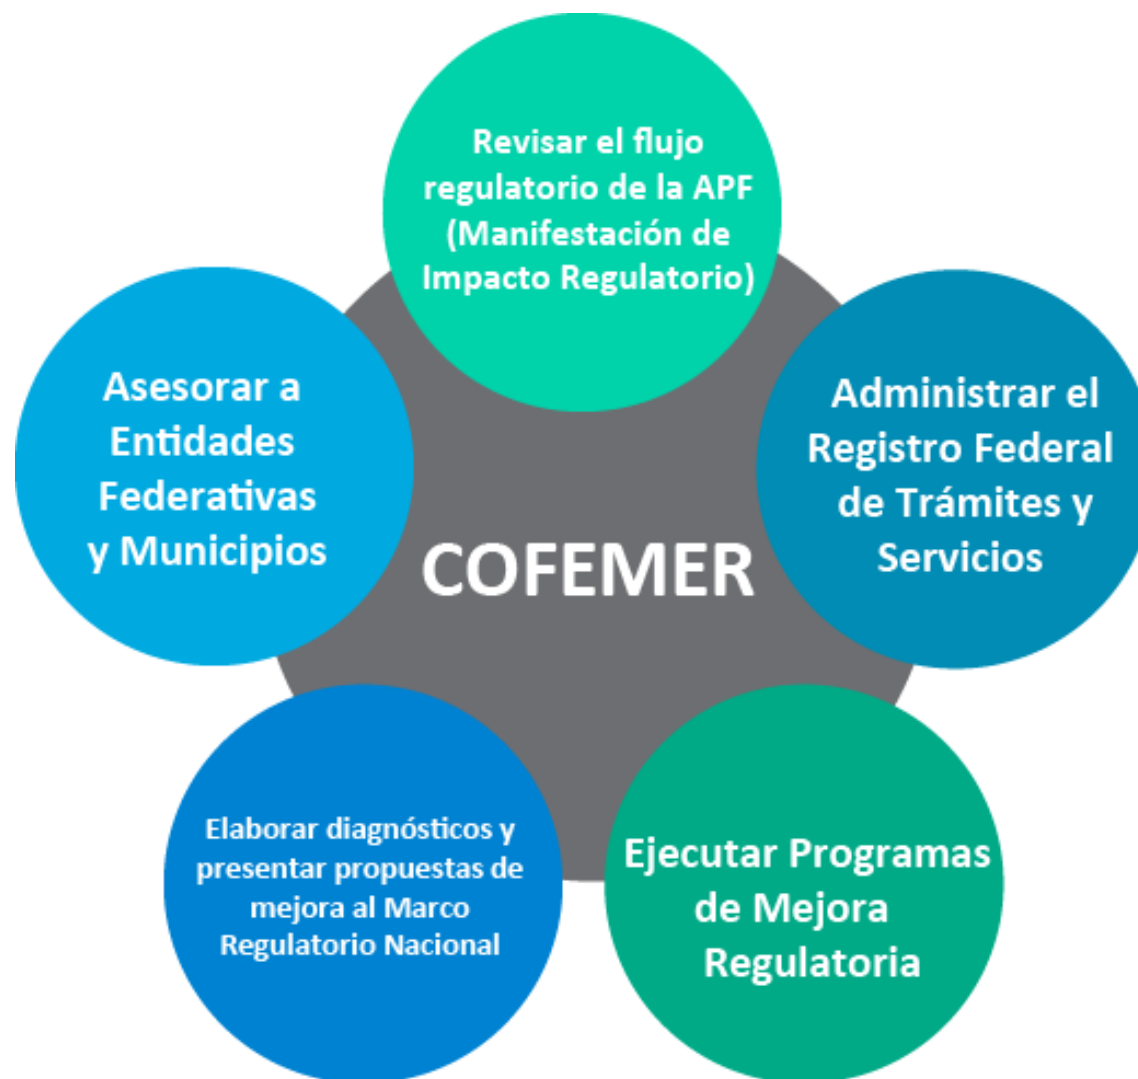 Revisar el flujo
regulatorio de la APF
(Manifestación de
Impacto Regulatorio)
Asesorar a
Entidades
Federativas
y Municipios
Administrar el
Registro Federal
de Trámites y
Servicios
COFEMER
Elaborar diagnósticos y
presentar propuestas de
mejora al Marco
Regulatorio Nacional
Ejecutar Programas
de Mejora
Regulatoria